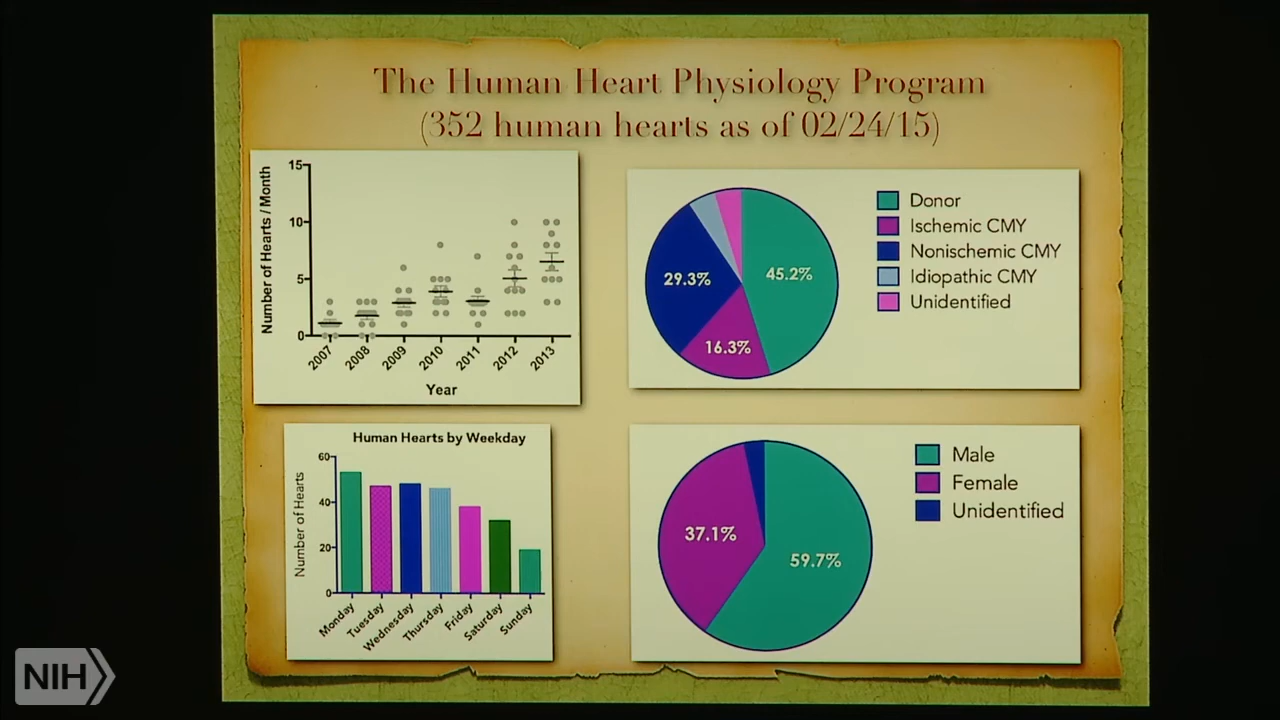 The Human Heart Physiology Program
(352 human hearts as of 02/24/15)
Number of Hearts / Month
15
10
5
0
2007
2008
2009
2010
2011
2012
2013
Year
29.3%
45.2%
16.3%
Donor
Ischemic CMY
Nonischemic CMY
Idiopathic CMY
Unidentified
Human Hearts by Weekday
Number of Hearts
60
40
20
0
Monday
Tuesday
Wednesday
Thursday
Friday
Saturday
Sunday
37.1%
59.7%
Male
Female
Unidentified
NIH